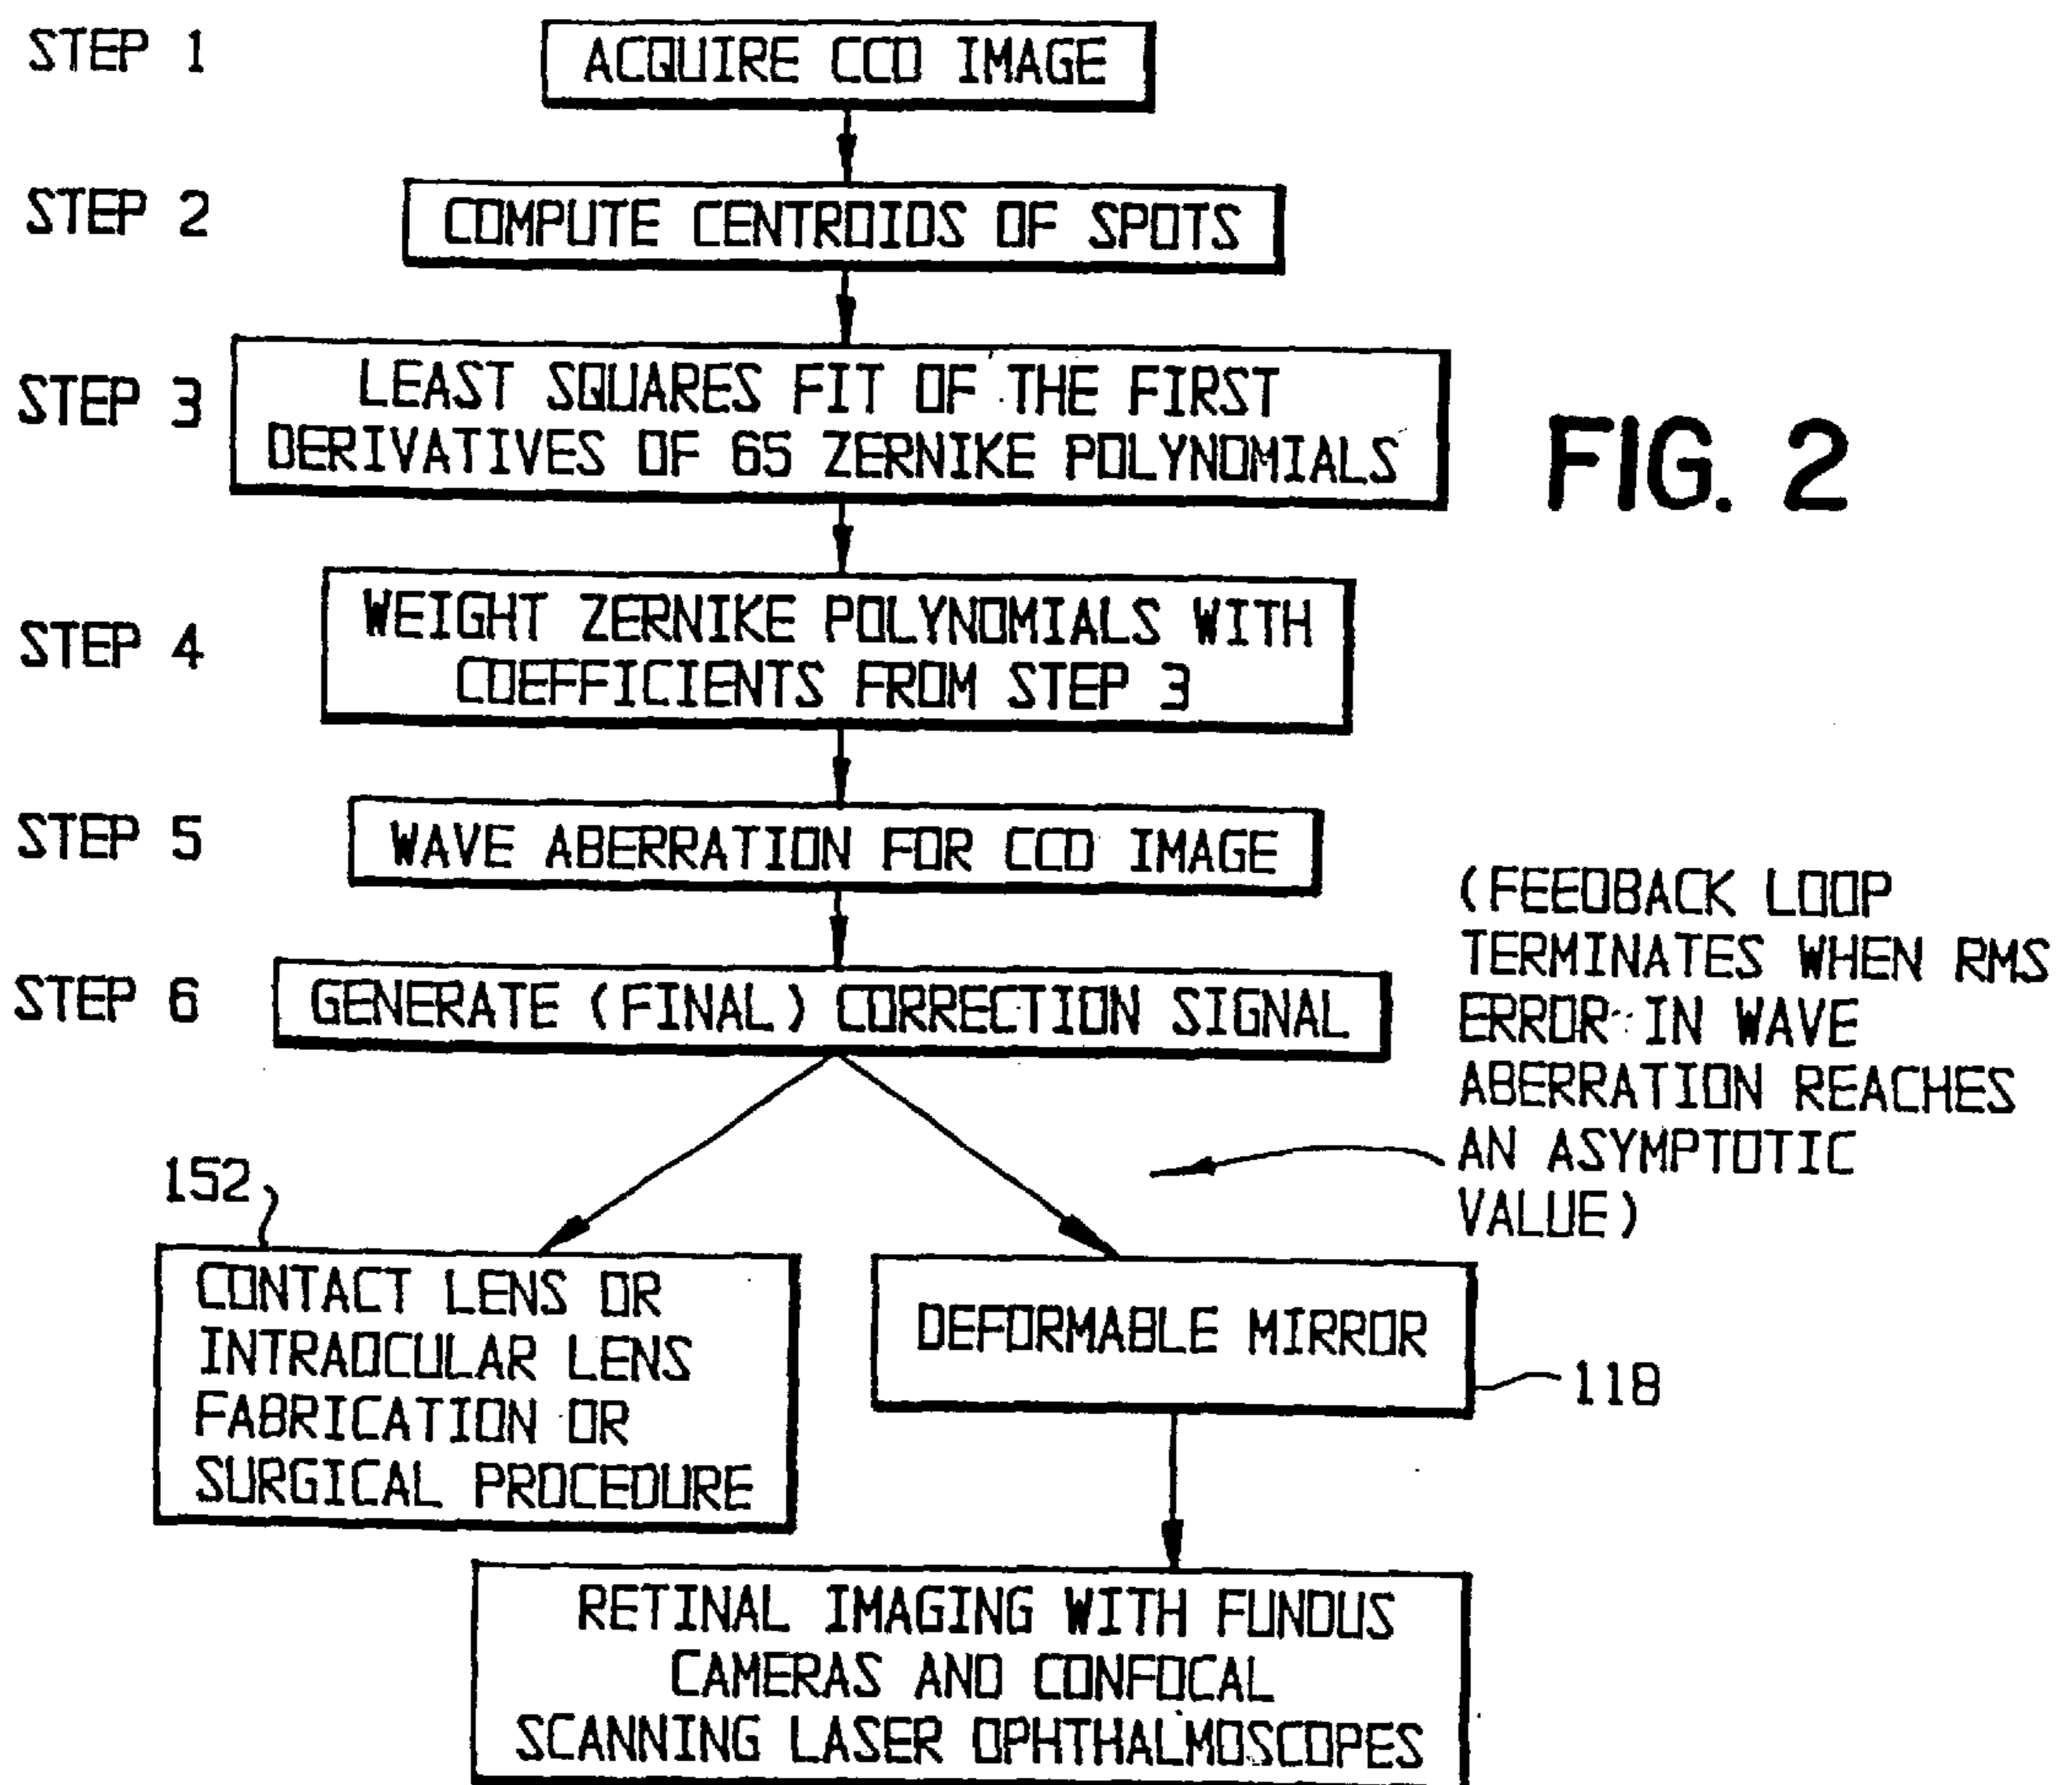 STEP 1
ACQUIRE CCD IMAGE
STEP 2
COMPUTE CENTROIDS OF SPOTS
STEP 3
LEAST SQUARES FIT OF THE FIRST
DERIVATIVES OF 65 ZERNIKE POLYNOMIALS
FIG. 2
STEP 4
WEIGHT ZERNIKE POLYNOMIALS WITH
COEFFICIENTS FROM STEP 3
STEP 5
WAVE ABERRATION FOR CCD IMAGE
STEP 6
GENERATE (FINAL) CORRECTION SIGNAL
(FEEDBACK LOOP
TERMINATES WHEN RMS
ERROR IN WAVE
ABERRATION REACHES
AN ASYMPTOTIC
VALUE)
152
CONTACT LENS OR
INTRAOCULAR LENS
FABRICATION OR
SURGICAL PROCEDURE
DEFORMABLE MIRROR
118
RETINAL IMAGING WITH FUNDUS
CAMERAS AND CONFOCAL
SCANNING LASER OPHTHALMOSCOPES